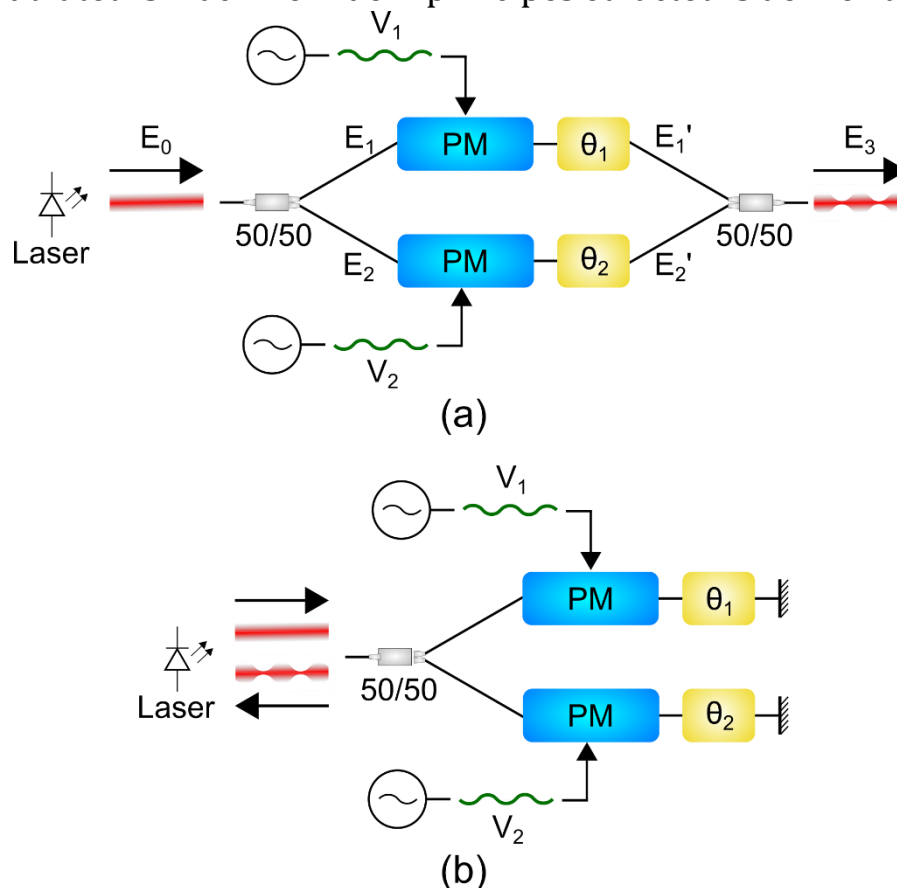 V₁
E₀
E₁
PM
θ₁
E₁'
E₃
Laser
50/50
50/50
E₂
PM
θ₂
E₂'
V₂
(a)
V₁
PM
θ₁
Laser
50/50
PM
θ₂
V₂
(b)